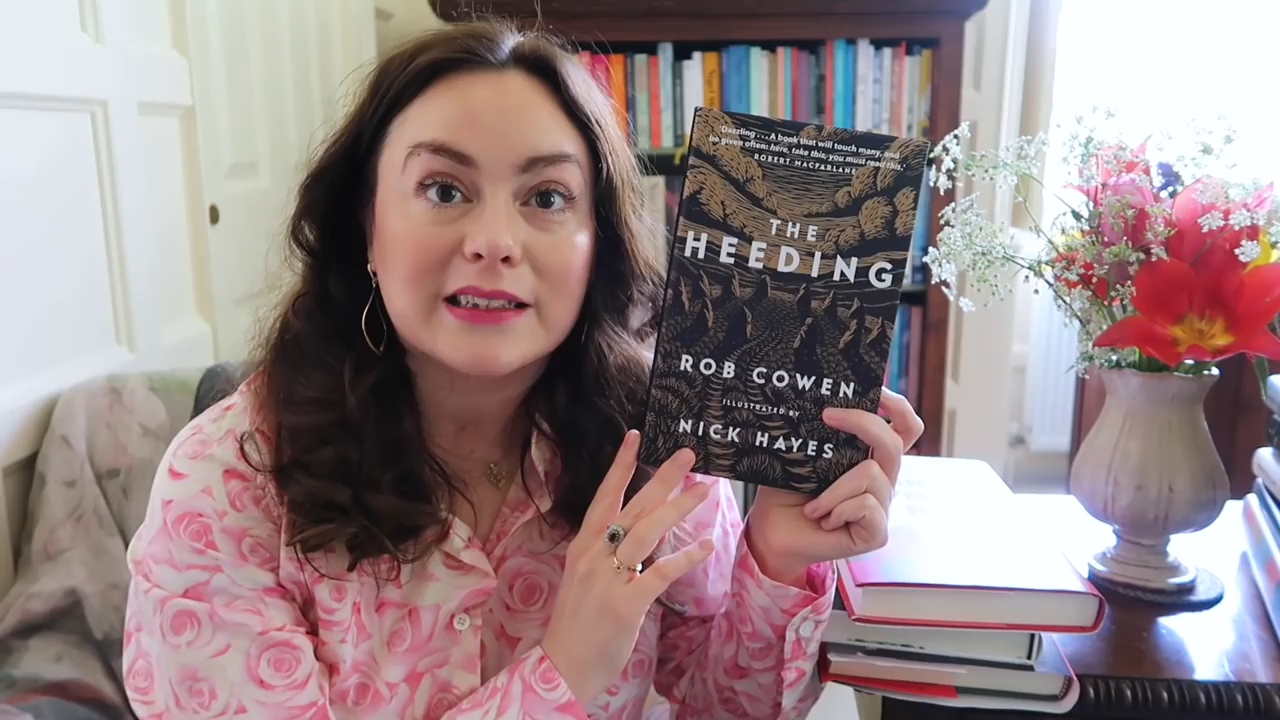 'Dazzling . . . A book that will touch many, and
be given often: here, take this, you must read this.'
ROBERT MACFARLANE
THE
HEEDING
ROB COWEN
ILLUSTRATED BY
NICK HAYES